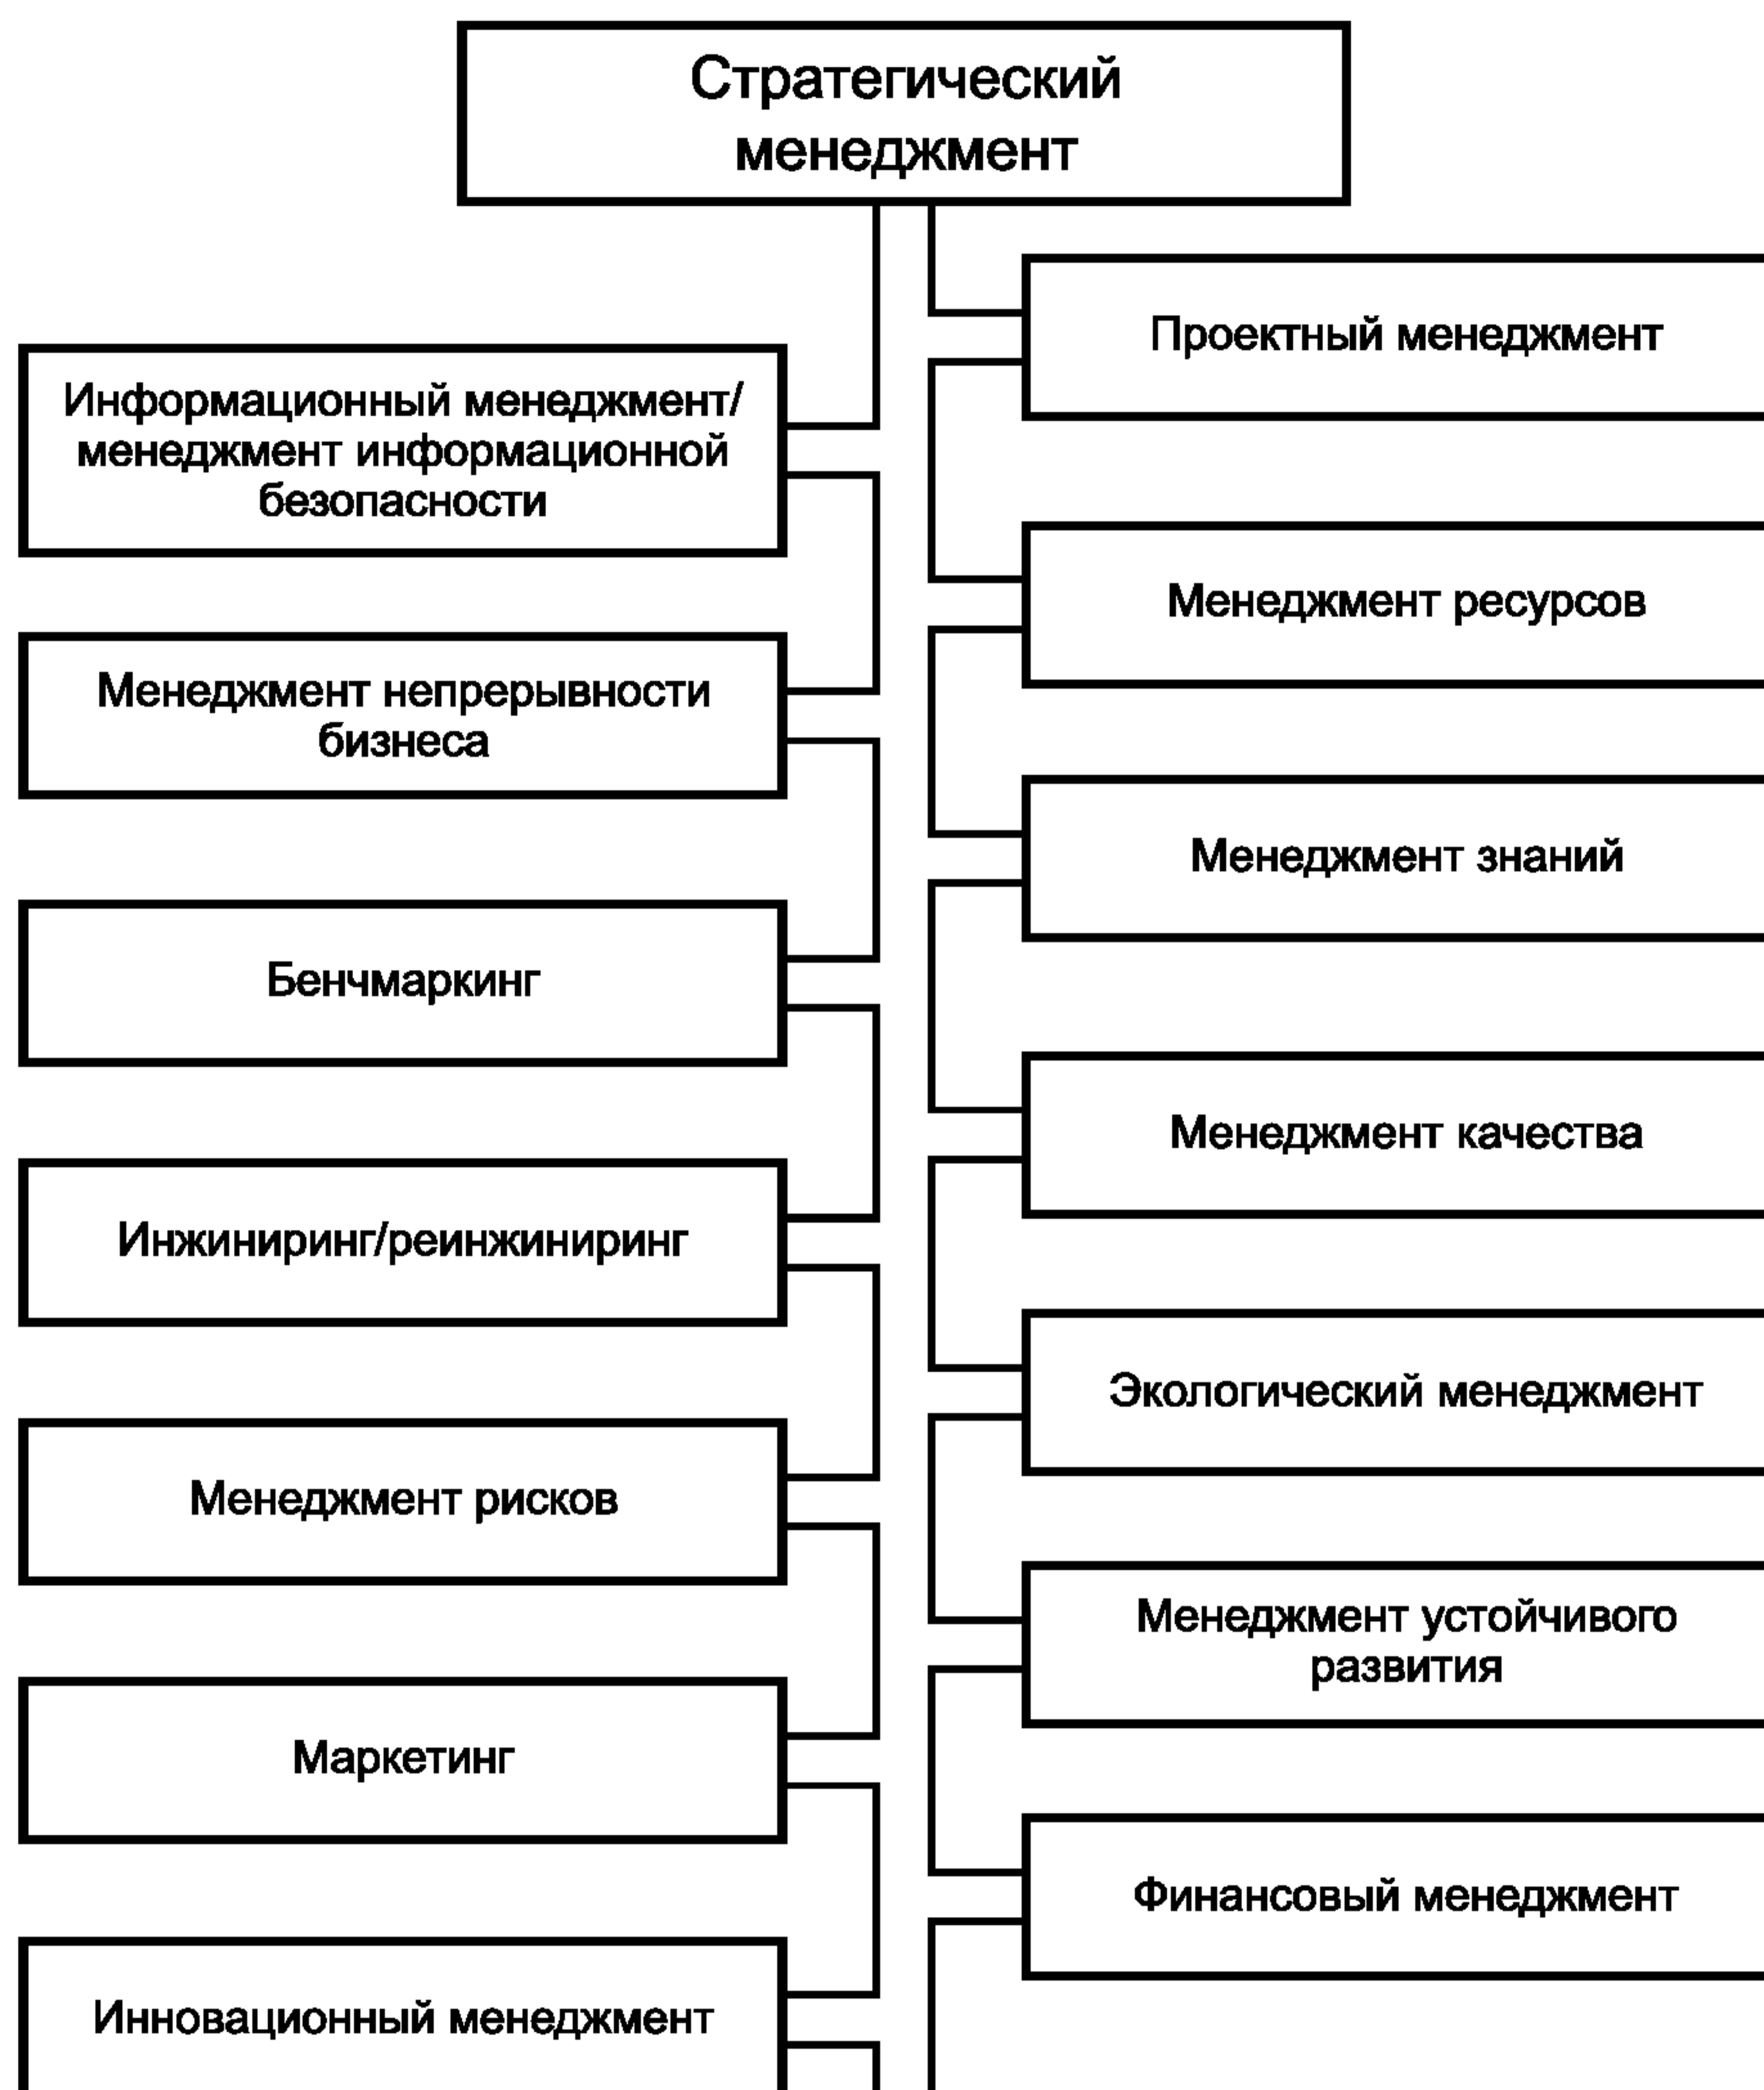 Стратегический
менеджмент
Информационный менеджмент/
менеджмент информационной
безопасности
Менеджмент непрерывности
бизнеса
Бенчмаркинг
Инжиниринг/реинжиниринг
Менеджмент рисков
Маркетинг
Инновационный менеджмент
Проектный менеджмент
Менеджмент ресурсов
Менеджмент знаний
Менеджмент качества
Экологический менеджмент
Менеджмент устойчивого
развития
Финансовый менеджмент